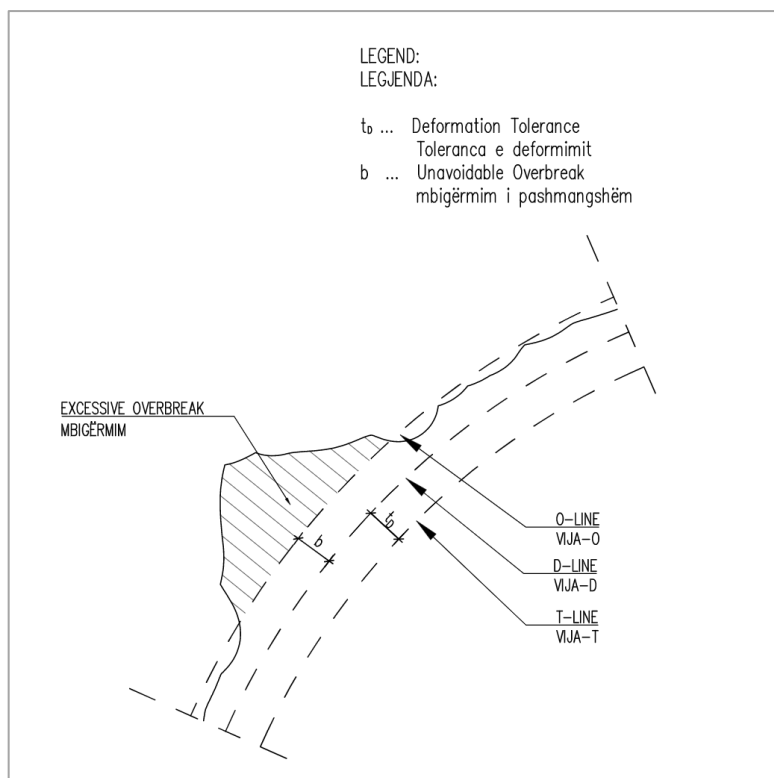 LEGEND:
LEGJENDA:
tD ... Deformation Tolerance
Toleranca e deformimit
b ... Unavoidable Overbreak
mbigërmim i pashmangshëm
EXCESSIVE OVERBREAK
MBIGËRMIM
b
tD
O-LINE
VIJA-O
D-LINE
VIJA-D
T-LINE
VIJA-T